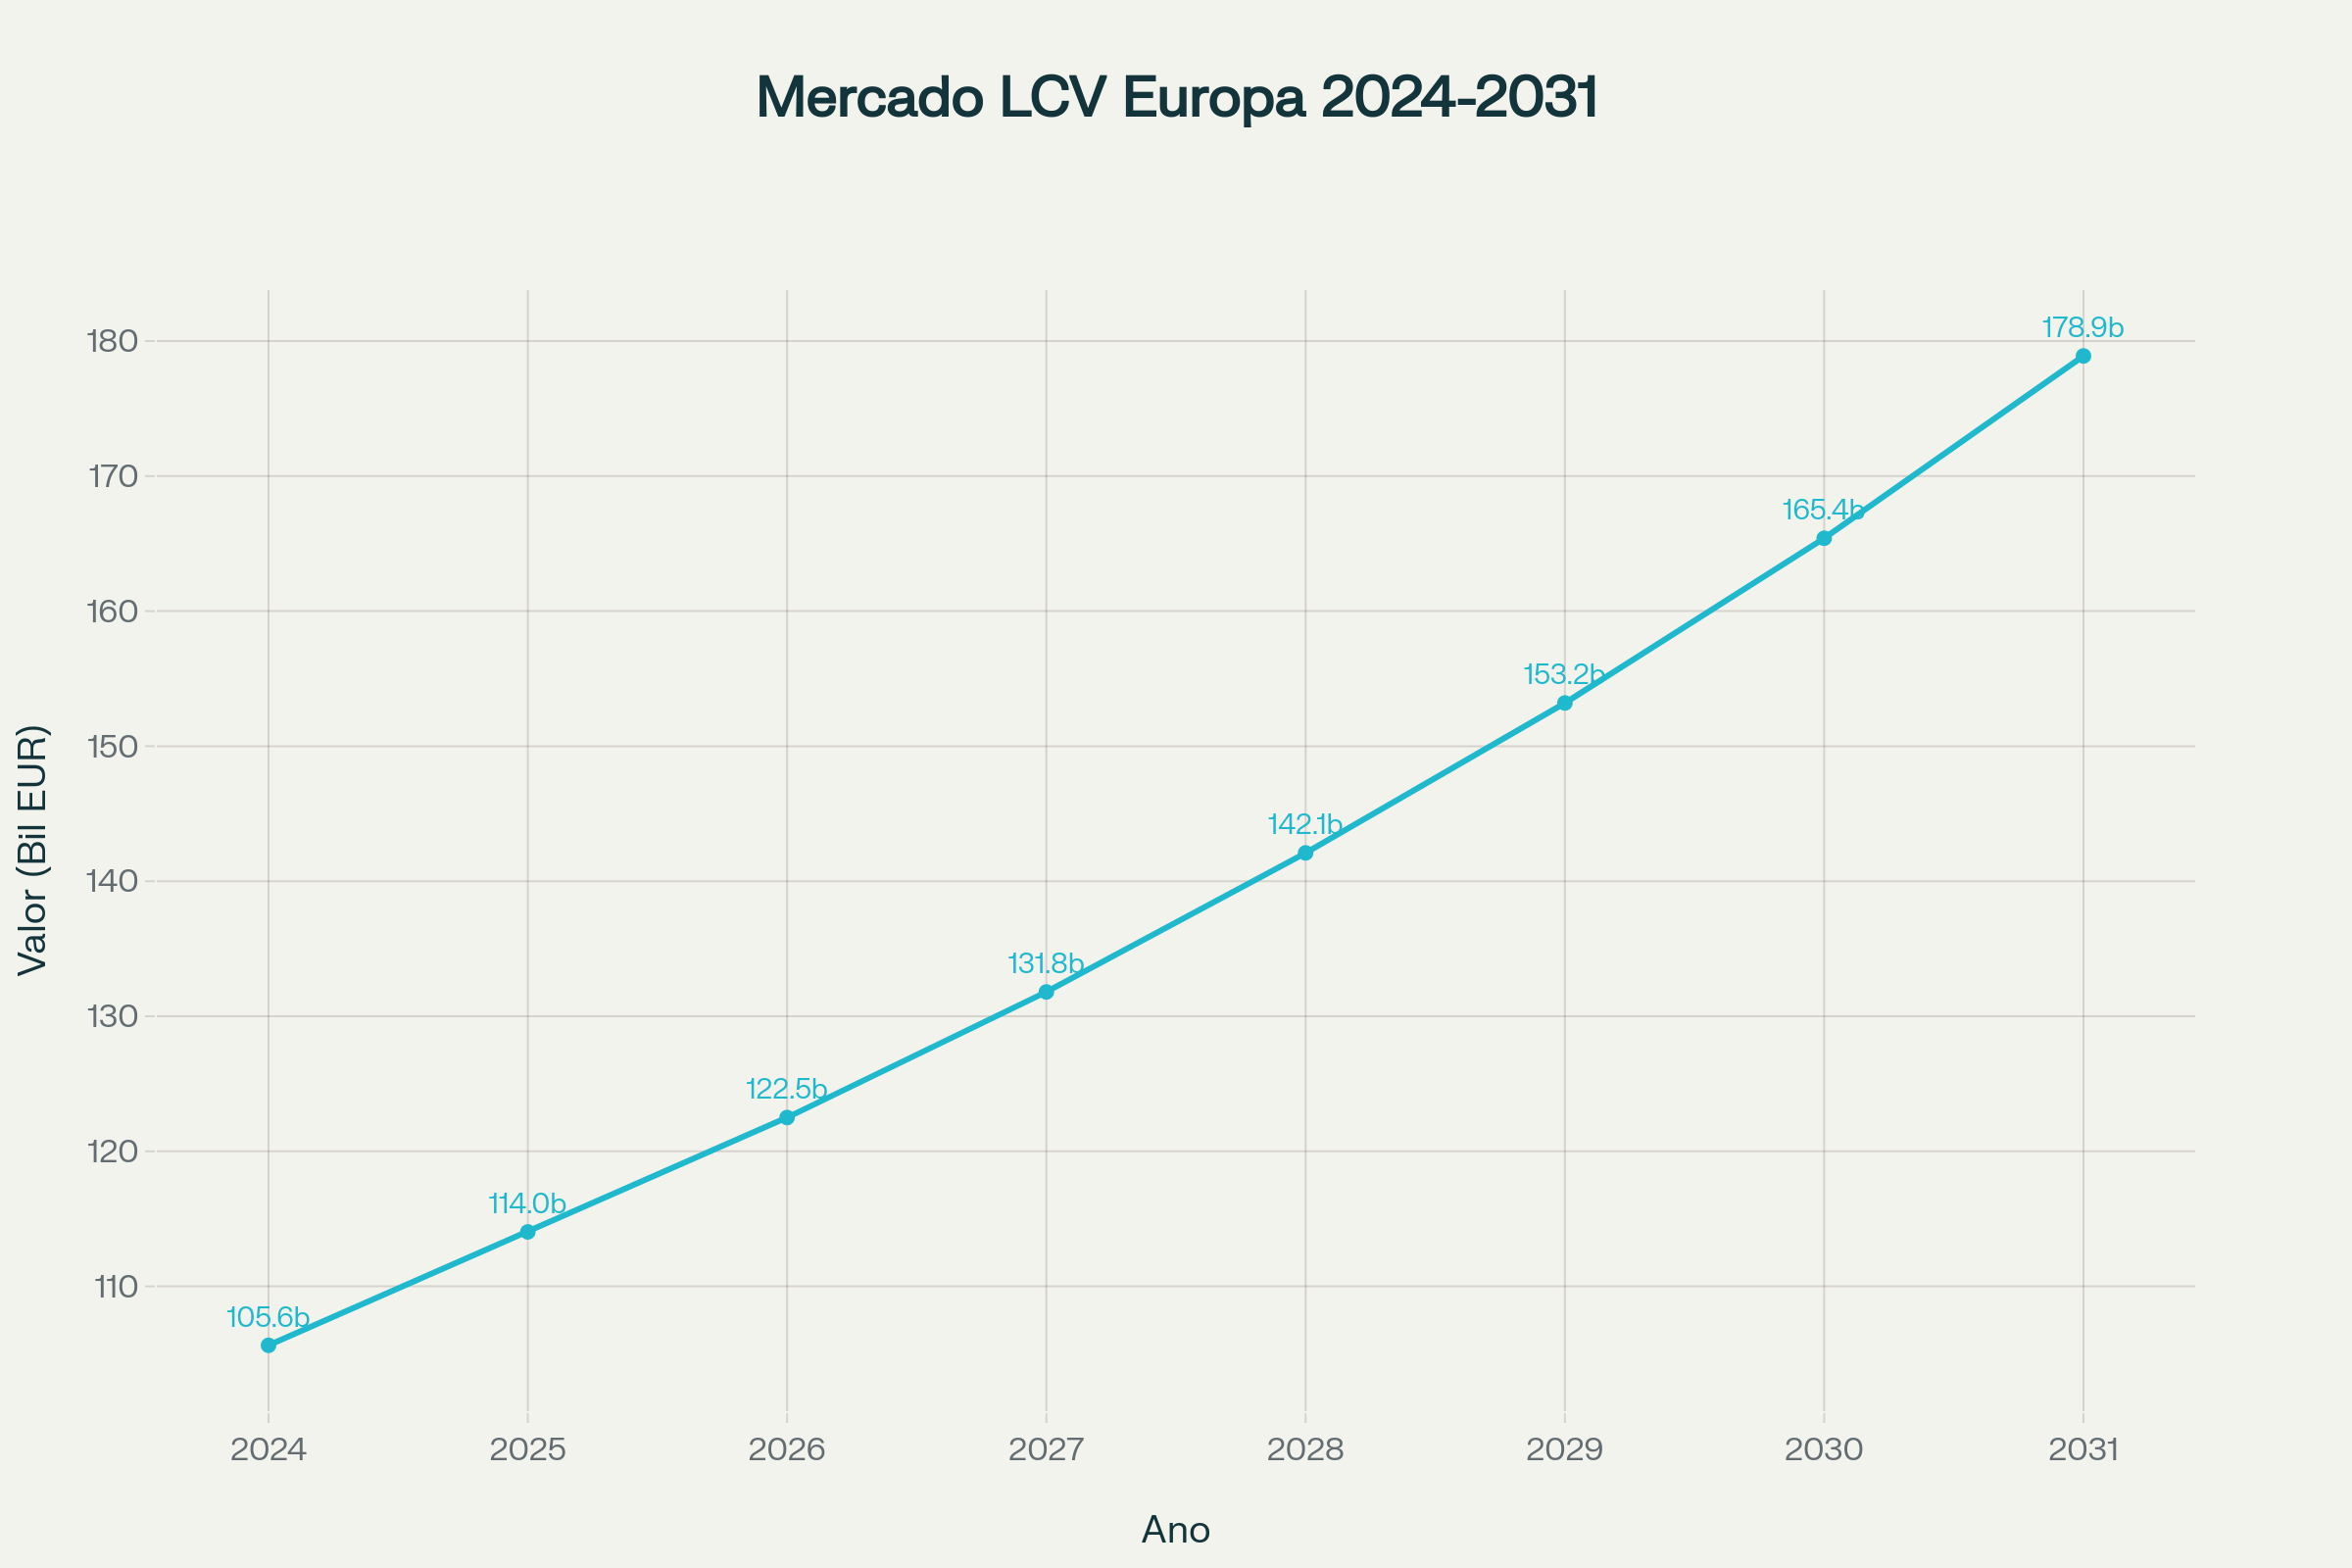 Mercado LCV Europa 2024-2031
Valor (Bil EUR)
180
170
160
150
140
130
120
110
105.6b
114.0b
122.5b
131.8b
142.1b
153.2b
165.4b
178.9b
2024
2025
2026
2027
2028
2029
2030
2031
Ano